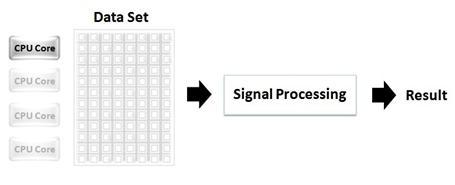 Data Set
CPU Core
CPU Core
CPU Core
CPU Core
Signal Processing
Result